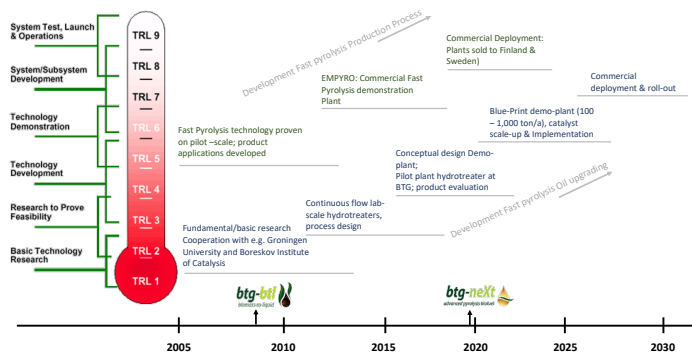 System Test, Launch
& Operations
System/Subsystem
Development
Technology
Demonstration
Technology
Development
Research to Prove
Feasibility
Basic Technology
Research
TRL 9
TRL 8
TRL 7
TRL 6
TRL 5
TRL 4
TRL 3
TRL 2
TRL 1
Development Fast pyrolysis Production Process
Commercial Deployment:
Plants sold to Finland &
Sweden)
EMPYRO: Commercial Fast
Pyrolysis demonstration
Plant
Commercial
deployment & roll-out
Fast Pyrolysis technology proven
on pilot –scale; product
applications developed
Blue-Print demo-plant (100
– 1,000 ton/a), catalyst
scale-up & Implementation
Conceptual design Demo-
plant;
Pilot plant hydrotreater at
BTG; product evaluation
Continuous flow lab-
scale hydrotreaters,
process design
Development Fast pyrolysis Oil upgrading
Fundamental/basic research
Cooperation with e.g. Groningen
University and Boreskov Institute
of Catalysis
btg-btl
biomass-to-liquid
btg-neXt
advanced pyrolysis biofuels
2005
2010
2015
2020
2025
2030